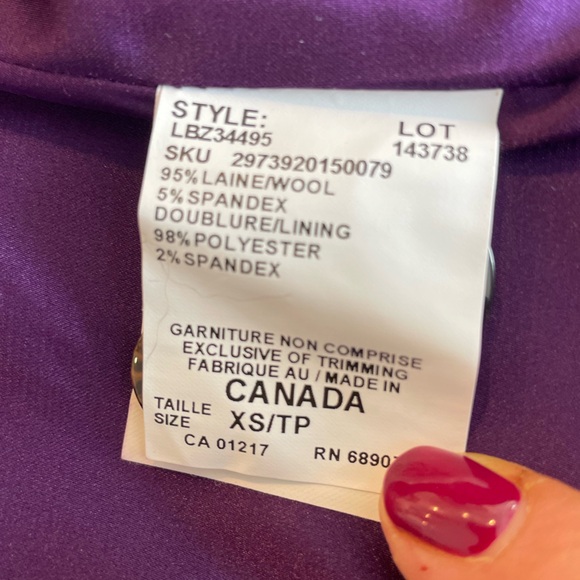 STYLE:
LBZ34495
LOT
143738
SKU 2973920150079
95% LAINE/WOOL
5% SPANDEX
DOUBLURE/LINING
98% POLYESTER
2% SPANDEX
GARNITURE NON COMPRISE
EXCLUSIVE OF TRIMMING
FABRIQUE AU / MADE IN
CANADA
TAILLE
SIZE
XS/TP
CA 01217
RN